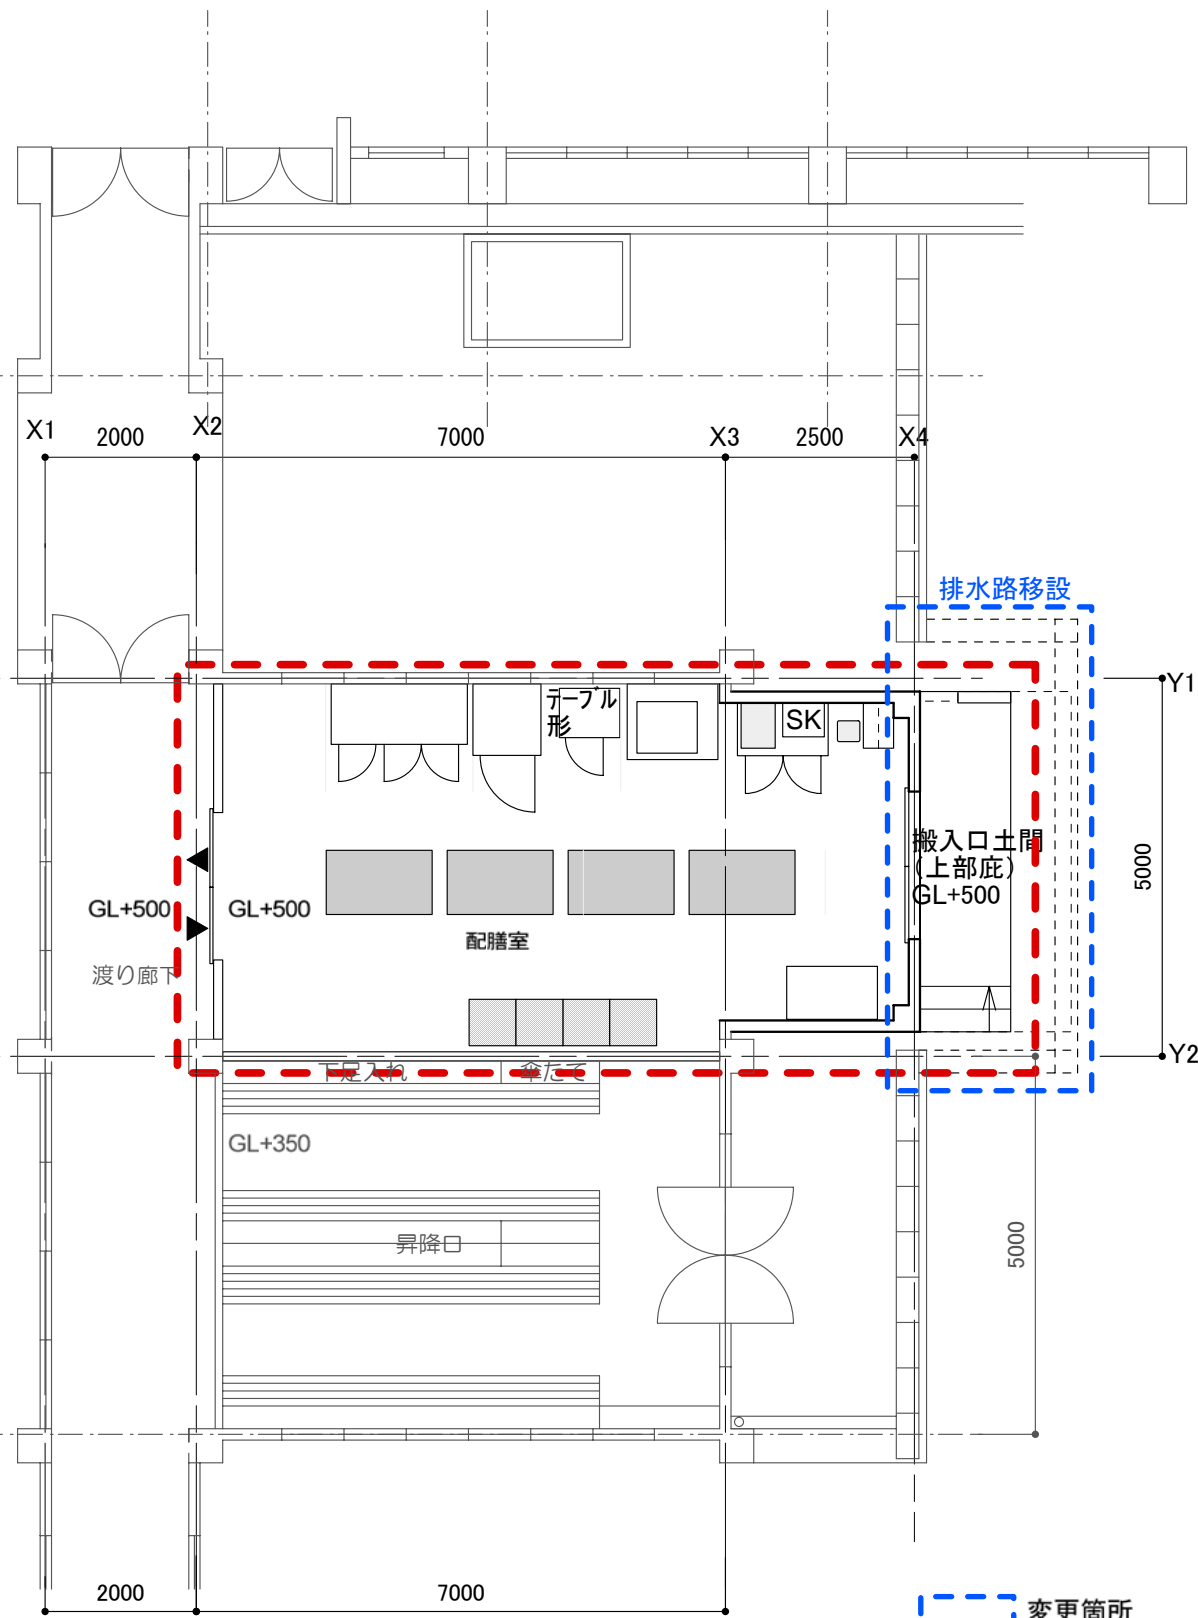 X1
2000
X2
7000
X3
2500
X4
排水路移設
Y1
テーブル
形
SK
搬入口土間
(上部庇)
GL+500
5000
GL+500
GL+500
配膳室
渡り廊下
Y2
下足入れ
傘たて
GL+350
昇降口
5000
2000
7000
変更箇所